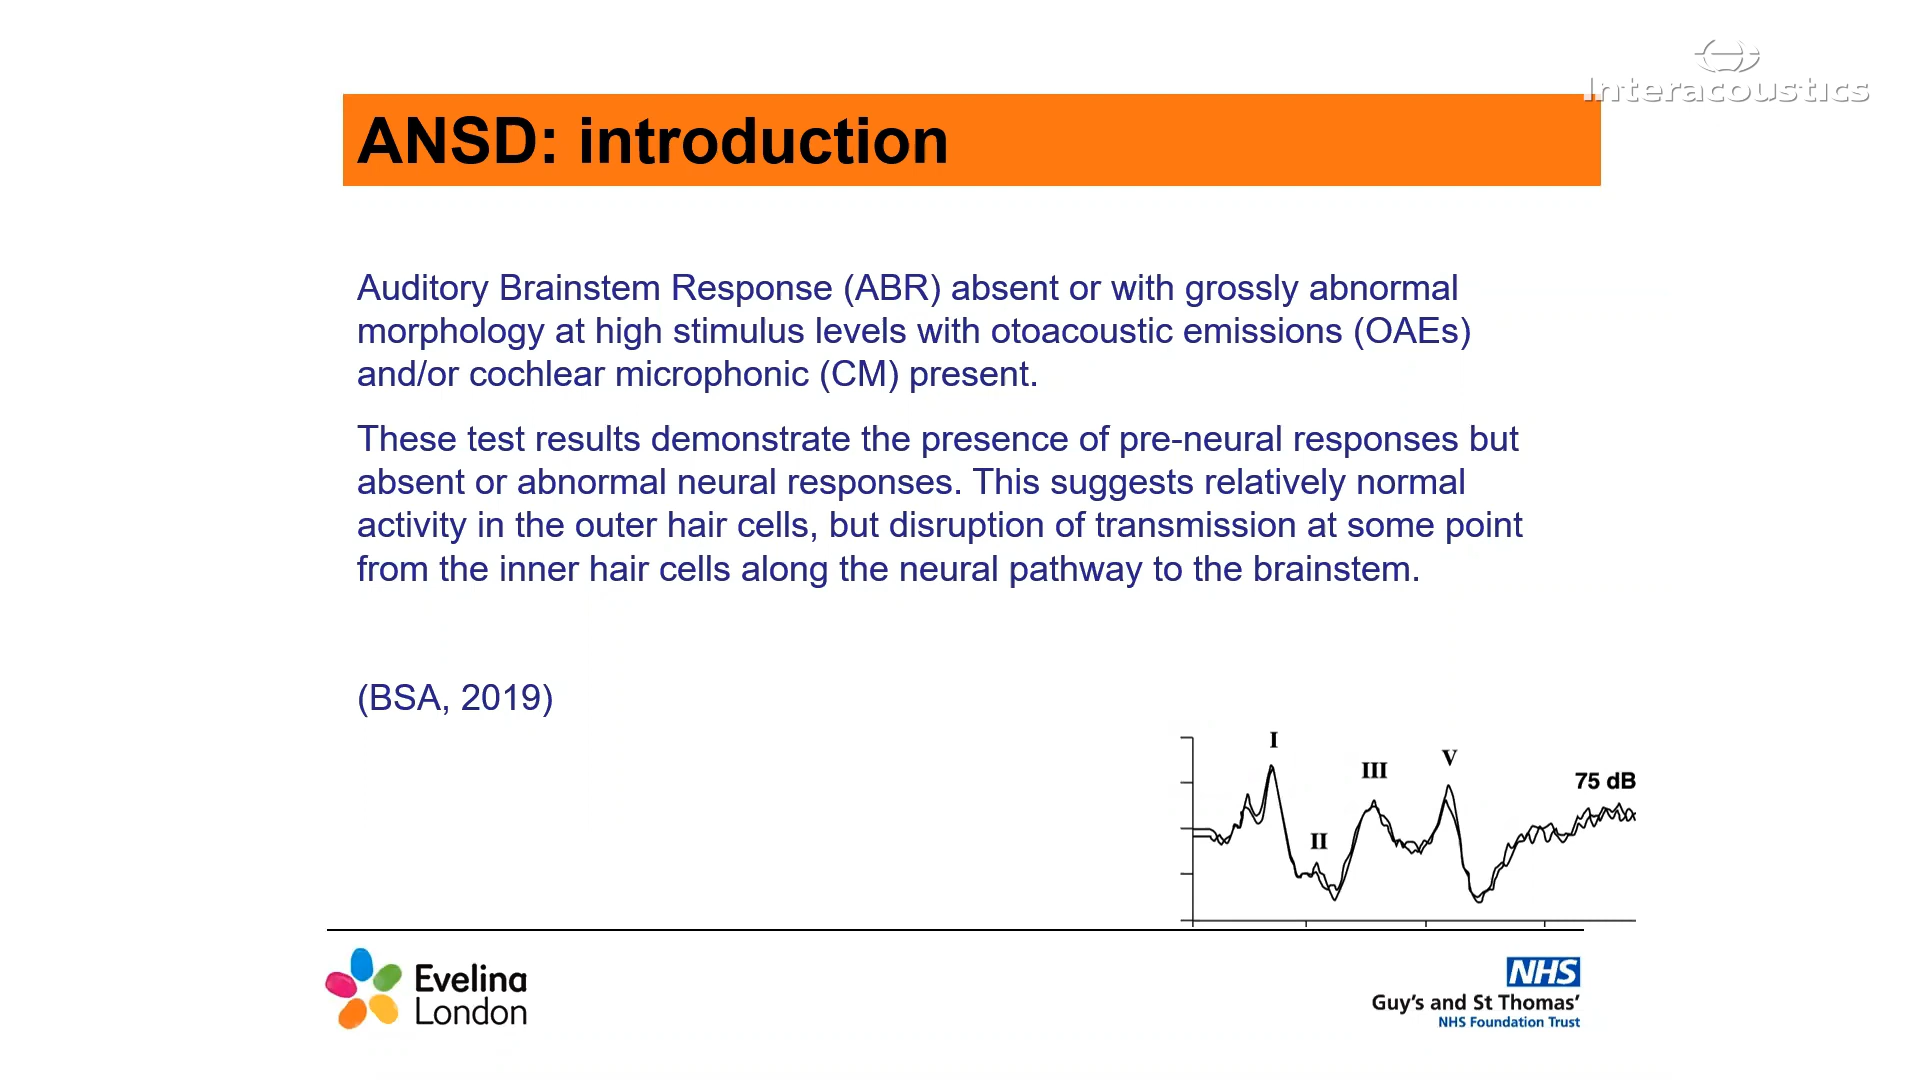 Interacoustics
ANSD: introduction
Auditory Brainstem Response (ABR) absent or with grossly abnormal
morphology at high stimulus levels with otoacoustic emissions (OAEs)
and/or cochlear microphonic (CM) present.
These test results demonstrate the presence of pre-neural responses but
absent or abnormal neural responses. This suggests relatively normal
activity in the outer hair cells, but disruption of transmission at some point
from the inner hair cells along the neural pathway to the brainstem.
(BSA, 2019)
I
II
III
V
75 dB
Evelina
London
NHS
Guy's and St Thomas'
NHS Foundation Trust